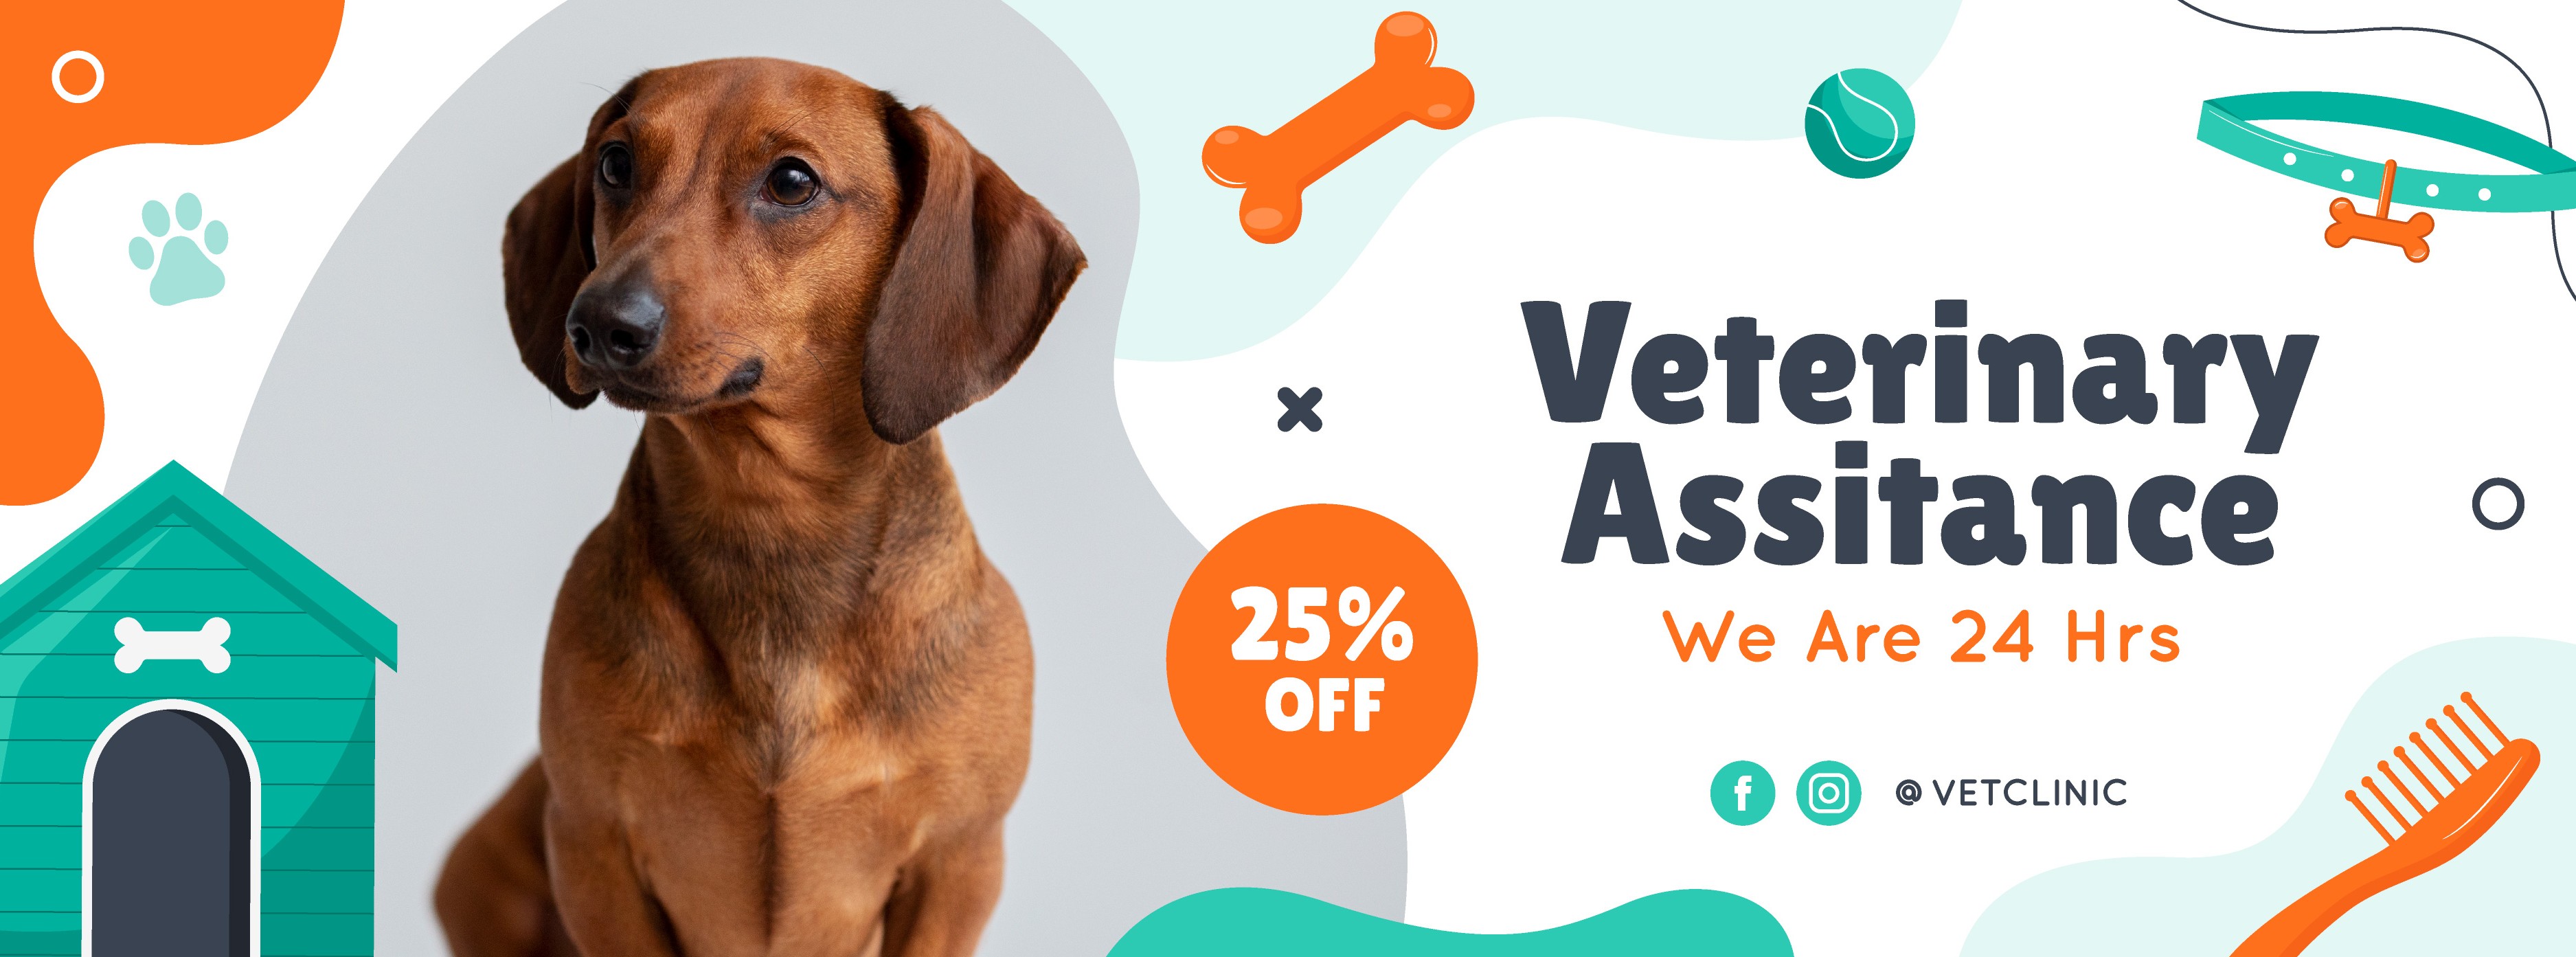 Veterinary
Assitance
We Are 24 Hrs
25%
OFF
@VETCLINIC